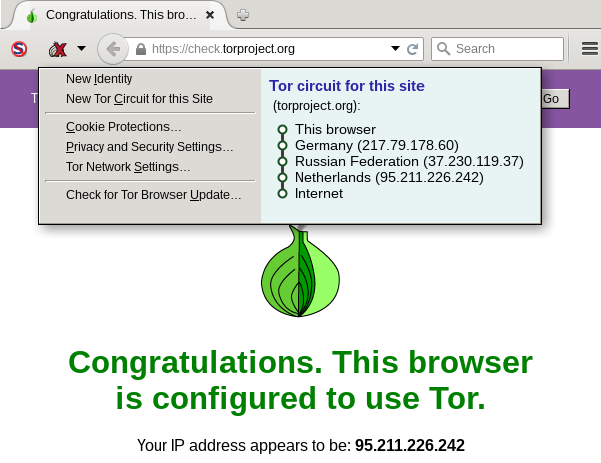 Congratulations. This bro...
https://check.torproject.org
Search
New Identity
New Tor Circuit for this Site
Cookie Protections...
Privacy and Security Settings...
Tor Network Settings...
Check for Tor Browser Update...
Tor circuit for this site
(torproject.org):
This browser
Germany (217.79.178.60)
Russian Federation (37.230.119.37)
Netherlands (95.211.226.242)
Internet
Go
Congratulations. This browser
is configured to use Tor.
Your IP address appears to be: 95.211.226.242